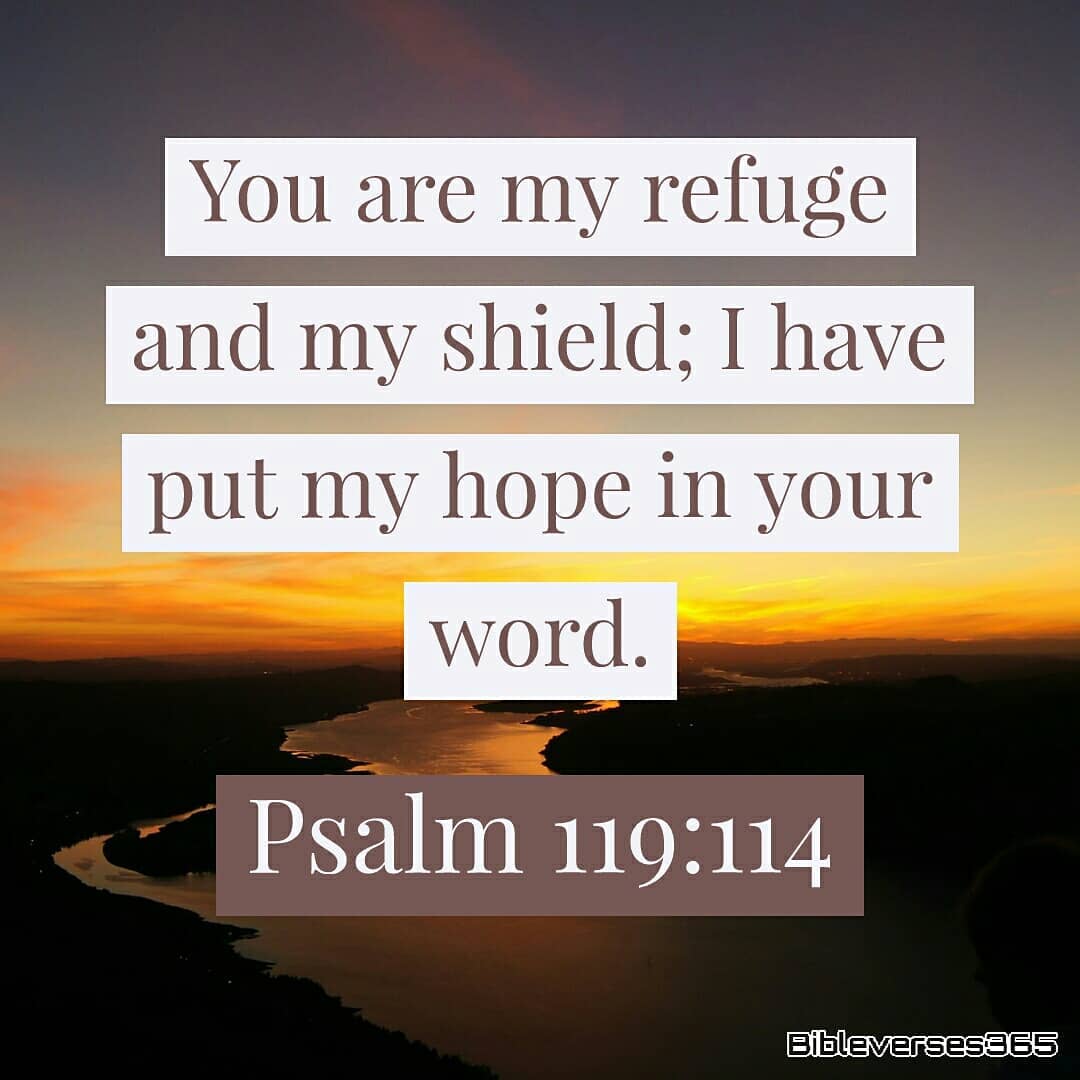 You are my refuge
and my shield; I have
put my hope in your
word.
Psalm 119:114
Bibleverses365